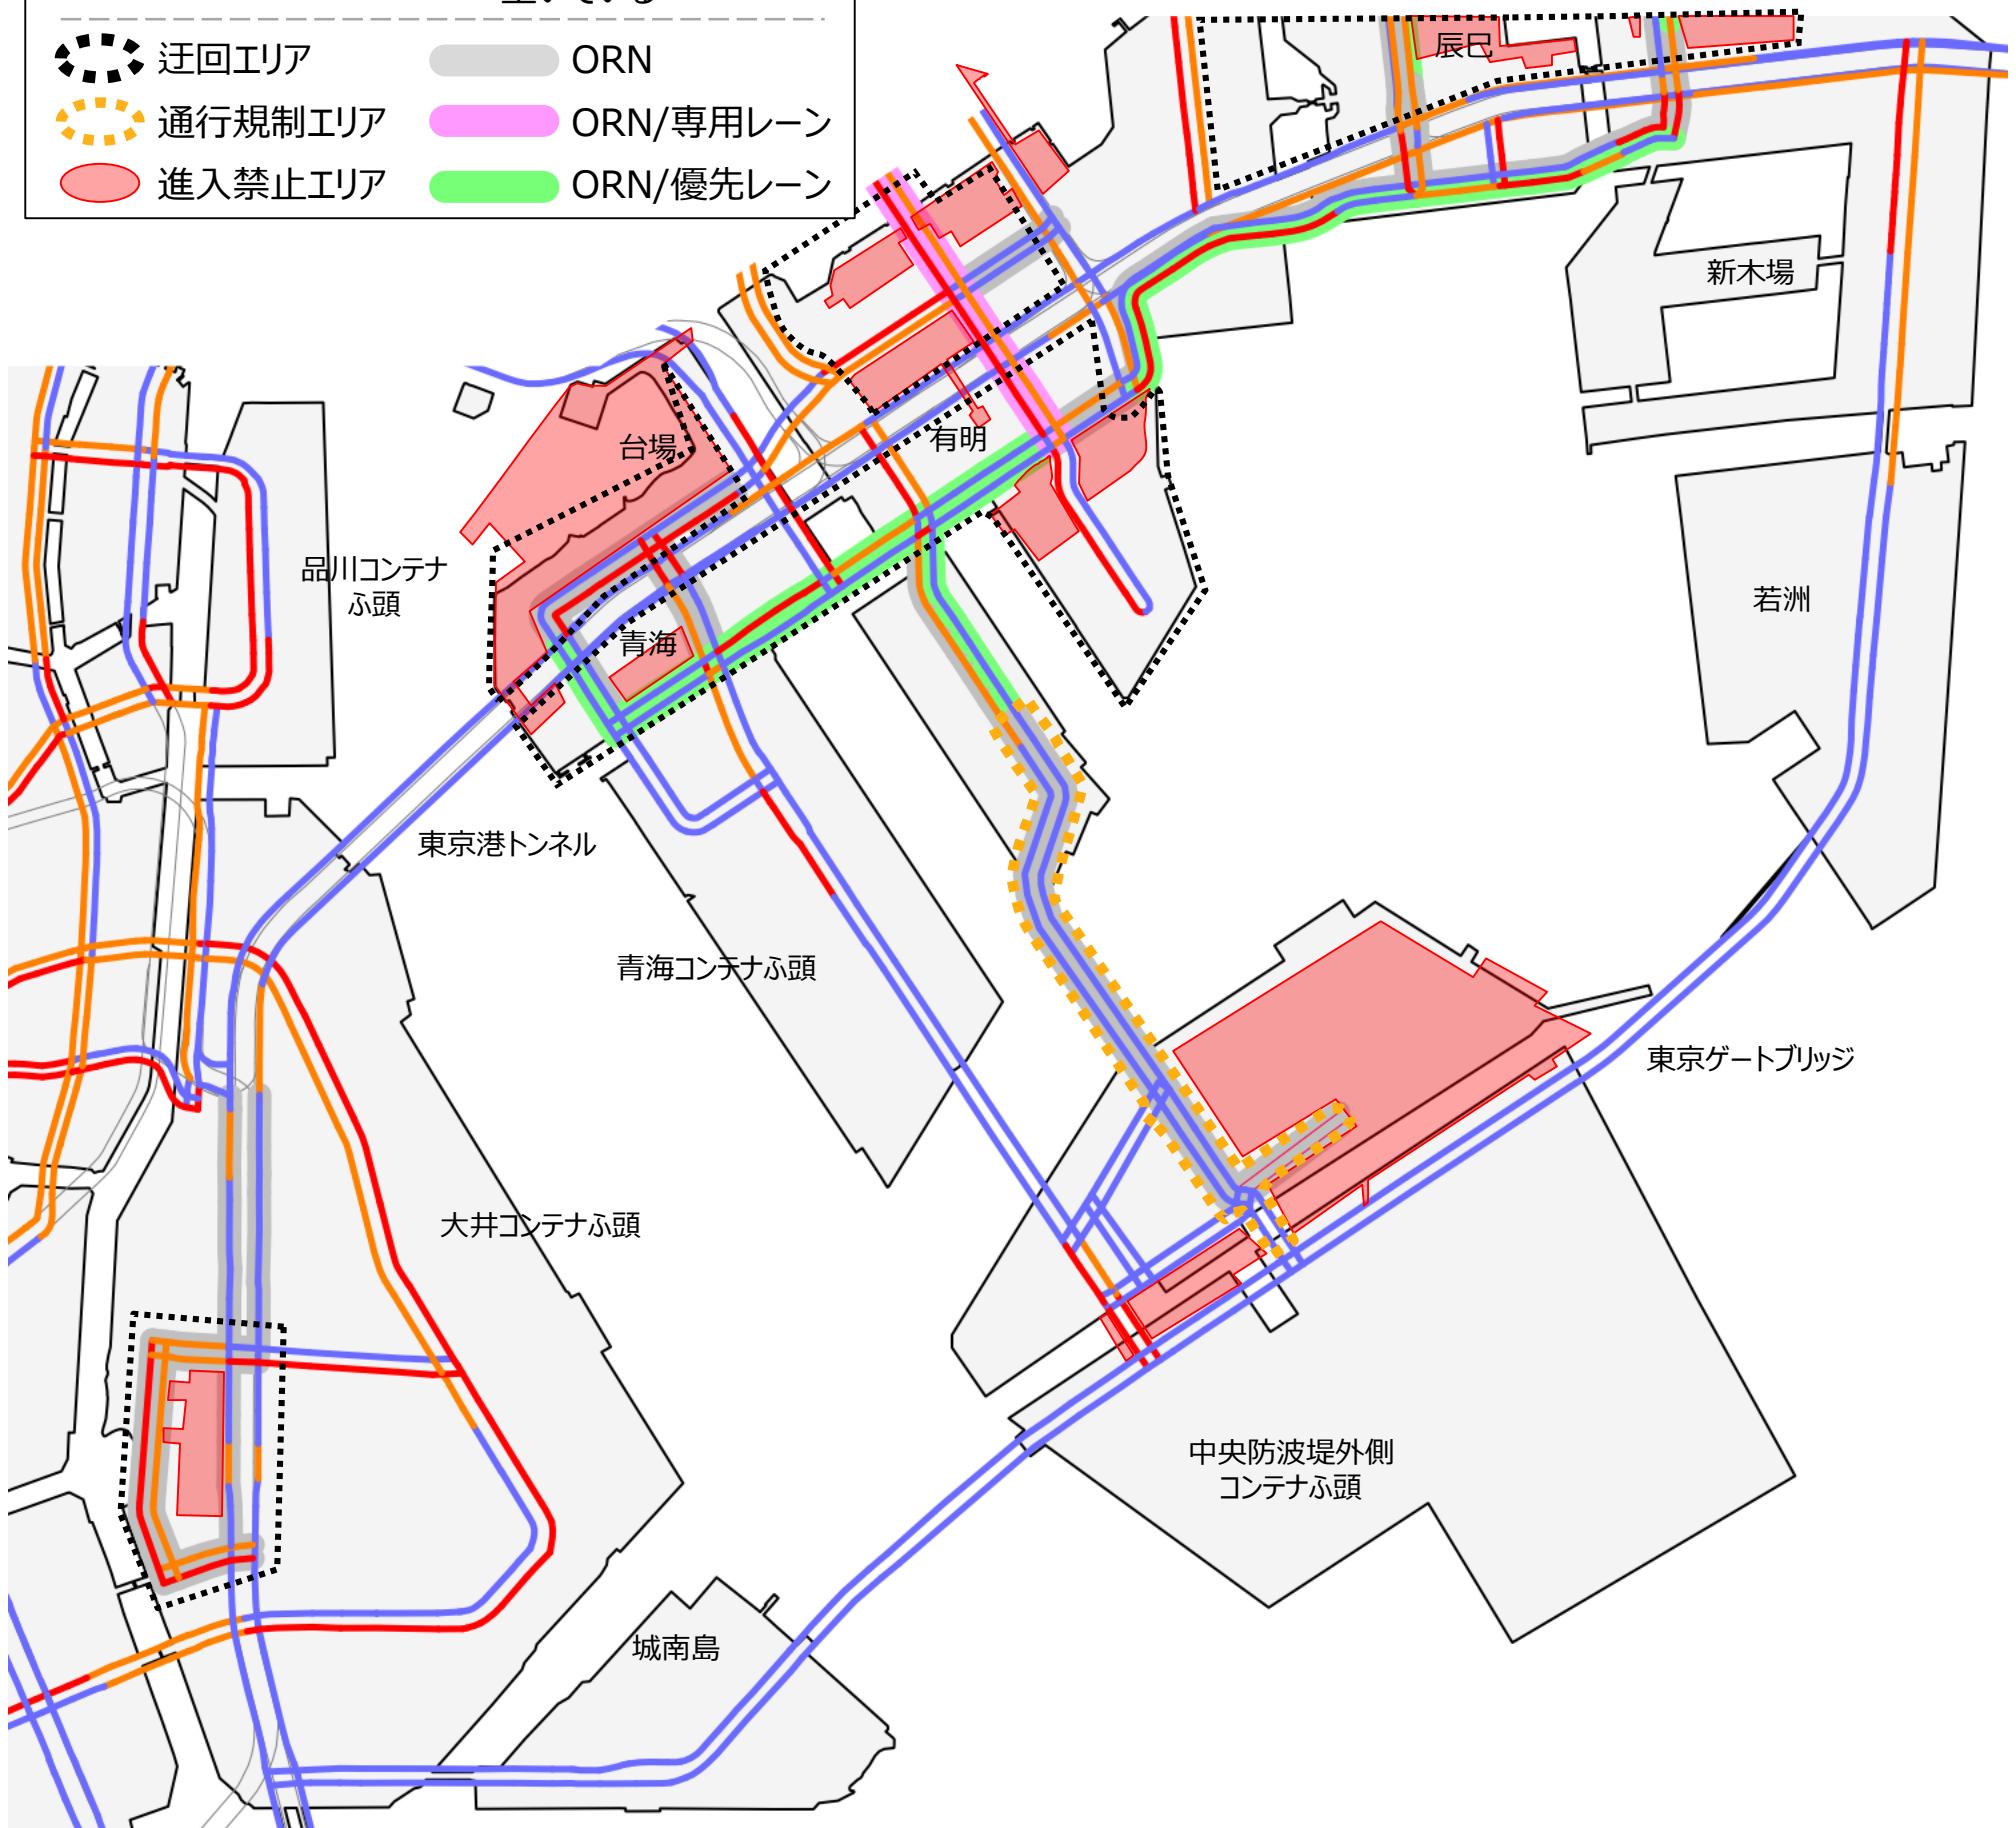 空いている
迂回エリア
ORN
通行規制エリア
ORN/専用レーン
進入禁止エリア
ORN/優先レーン
辰巳
新木場
台場
有明
品川コンテナ
ふ頭
若洲
青海
東京港トンネル
青海コンテナふ頭
東京ゲートブリッジ
大井コンテナふ頭
中央防波堤外側
コンテナふ頭
城南島